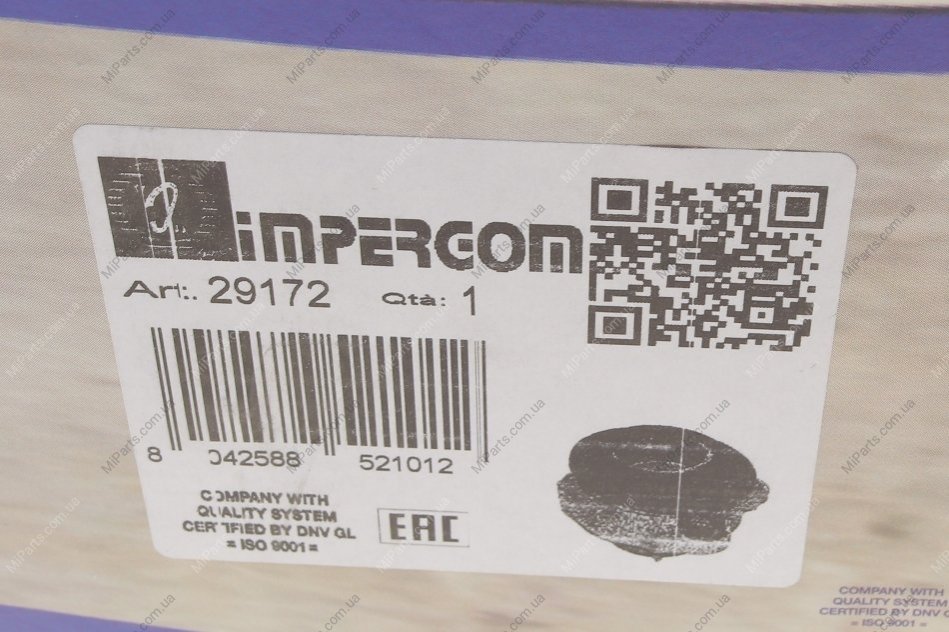 IMPERGOM
Art.: 29172 Qtà: 1
8 042588 521012
COMPANY WITH
QUALITY SYSTEM
CERTIFIED BY DNV GL
= ISO 9001 =
EAC
COMPANY WITH
QUALITY SYSTEM
CERTIFIED BY DNV G
= ISO 9001 =
MiParts.com.ua